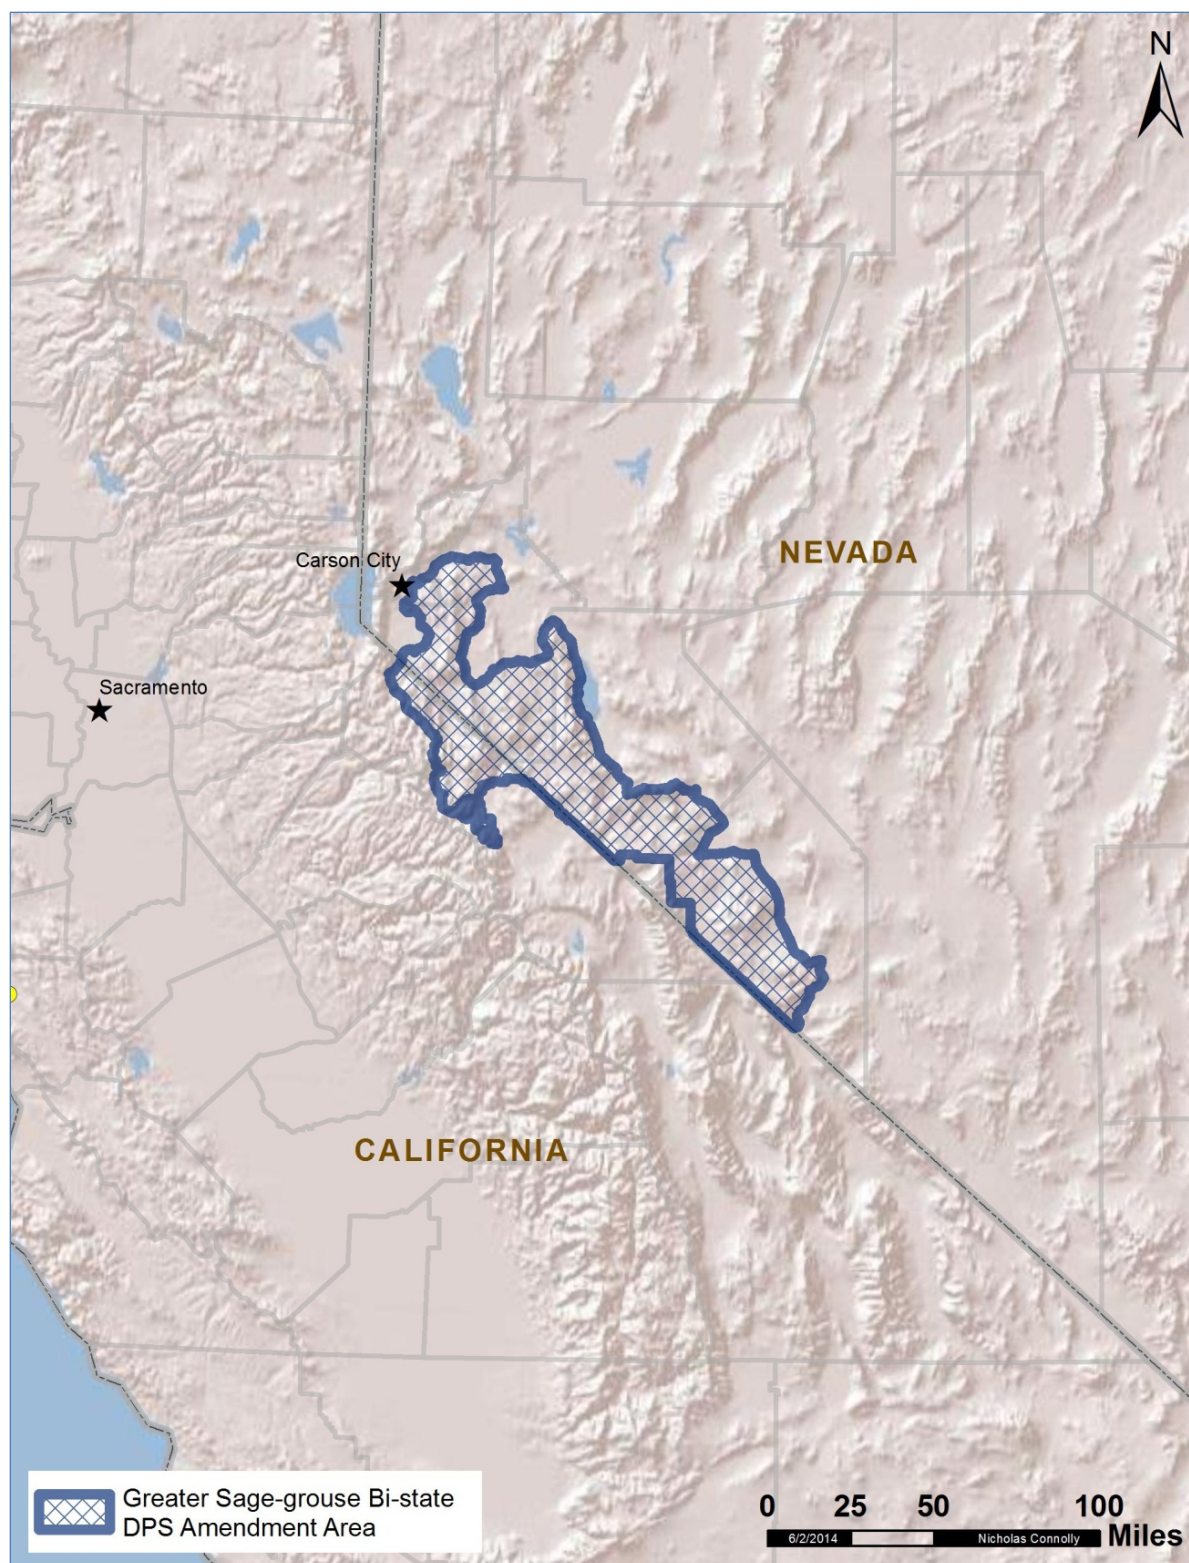 N
NEVADA
Carson City
Sacramento
CALIFORNIA
Greater Sage-grouse Bi-state
DPS Amendment Area
0 25 50 100
6/2/2014 Nicholas Connolly Miles